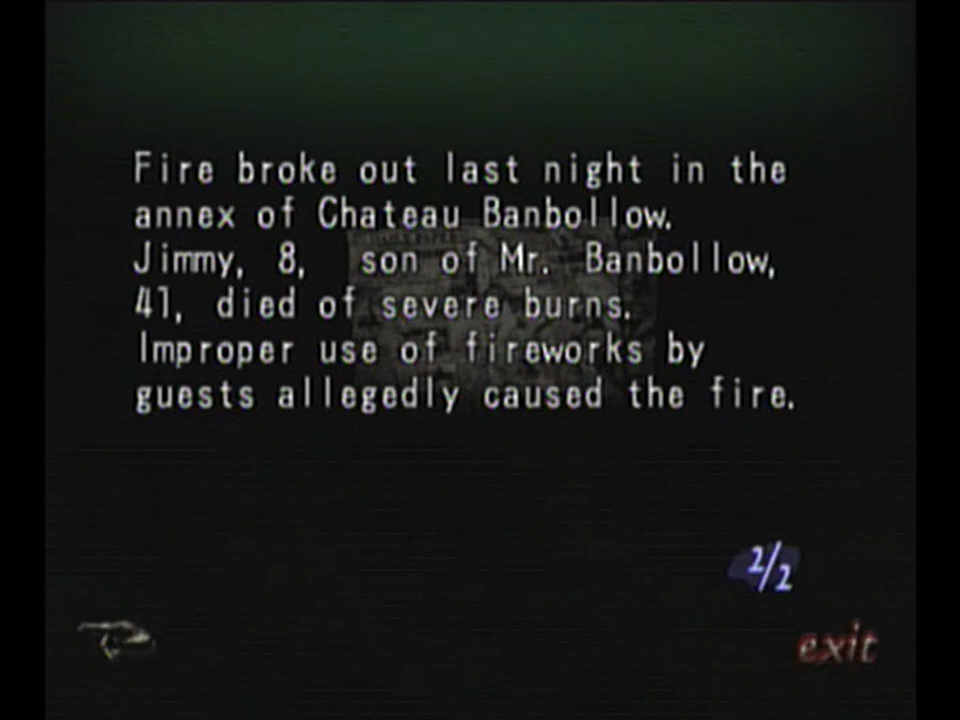 Fire broke out last night in the
annex of Chateau Banbollow.
Jimmy, 8, son of Mr. Banbollow,
41, died of severe burns.
Improper use of fireworks by
guests allegedly caused the fire.
2/2
exit